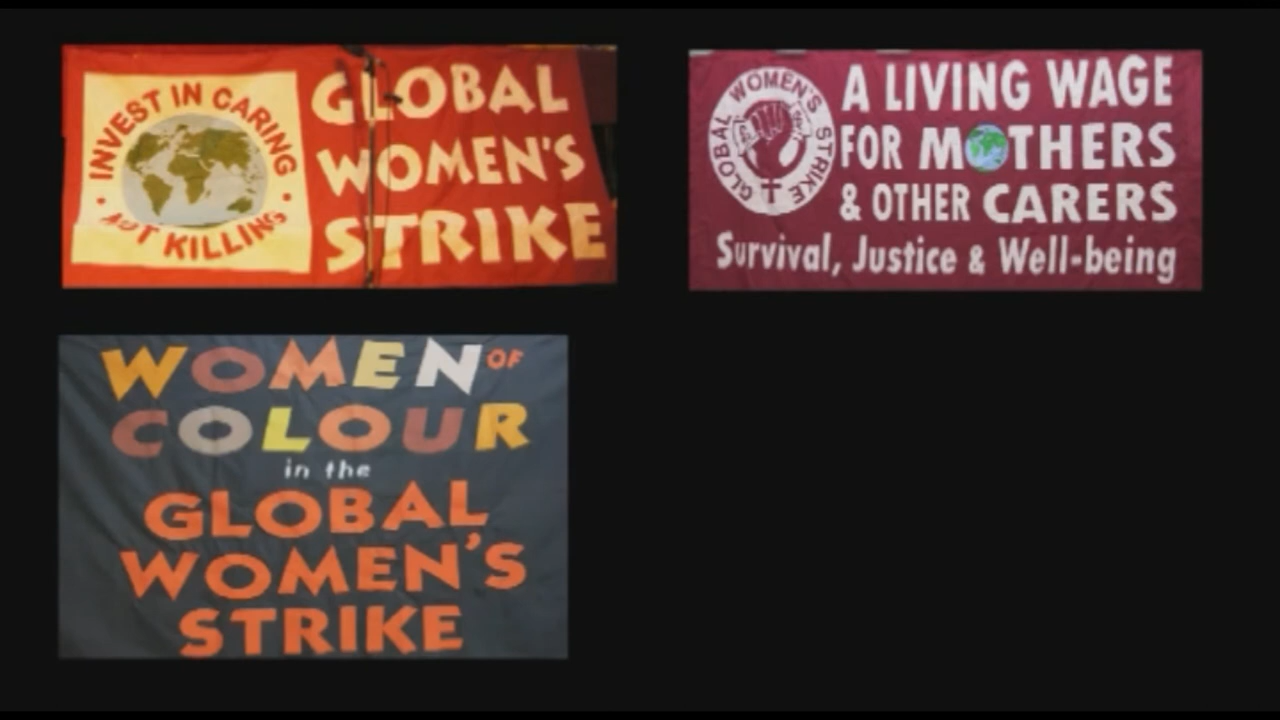 INVEST IN CARING
NOT KILLING
GLOBAL
WOMEN'S
STRIKE
GLOBAL WOMEN'S STRIKE
A LIVING WAGE
FOR MOTHERS
& OTHER CARERS
Survival, Justice & Well-being
WOMEN OF
COLOUR
in the
GLOBAL
WOMEN'S
STRIKE